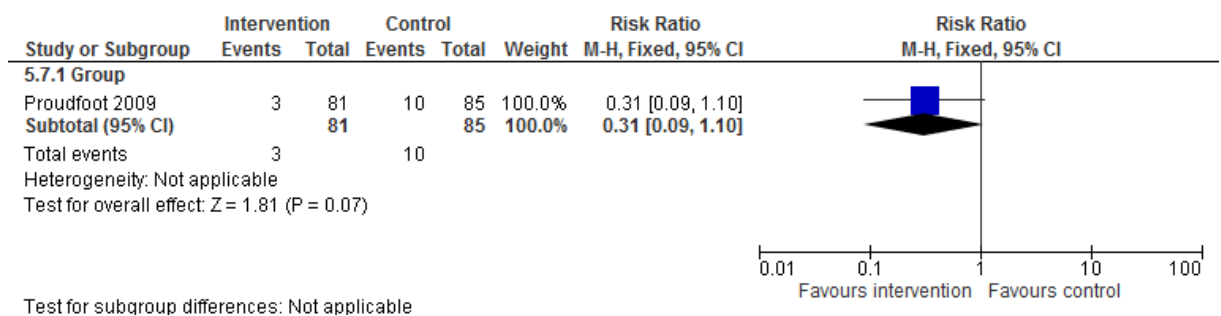 Intervention Control Risk Ratio Risk Ratio
Study or Subgroup Events Total Events Total Weight M-H, Fixed, 95% CI M-H, Fixed, 95% CI
5.7.1 Group
Proudfoot 2009 3 81 10 85 100.0% 0.31 [0.09, 1.10]
Subtotal (95% CI) 81 85 100.0% 0.31 [0.09, 1.10]
Total events 3 10
Heterogeneity: Not applicable
Test for overall effect: Z = 1.81 (P = 0.07)
0.01 0.1 1 10 100
Favours intervention Favours control
Test for subgroup differences: Not applicable